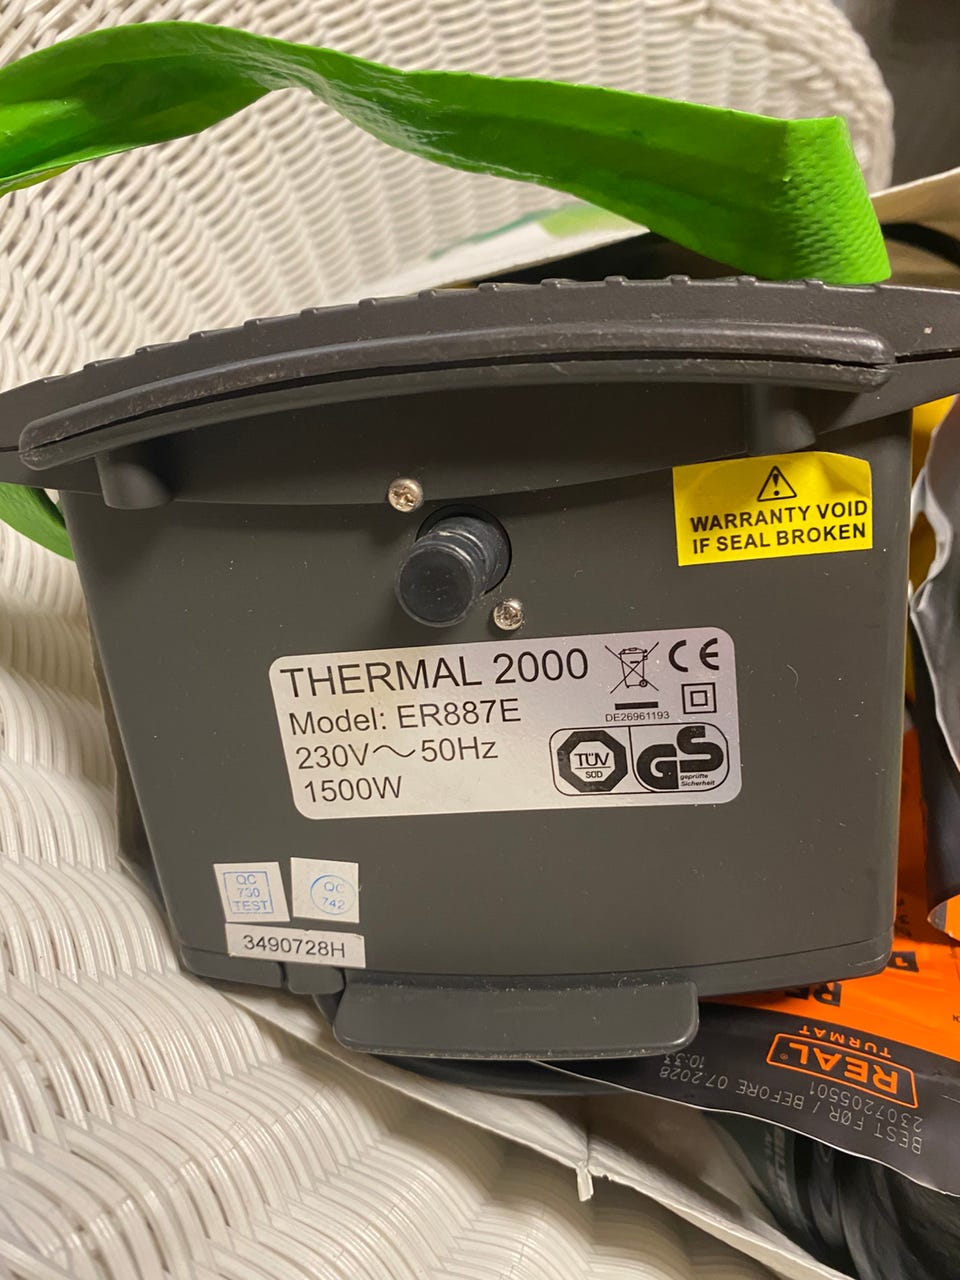 WARRANTY VOID
IF SEAL BROKEN
THERMAL 2000
Model: ER887E
230V～50Hz
1500W
CE
DE26961193
TÜV
SÜD
GS
geprüfte
Sicherheit
QC
730
TEST
QC
742
3490728H
REAL®
TURMAT
BEST FØR / BEFORE 07.2028
2307205501
10:33